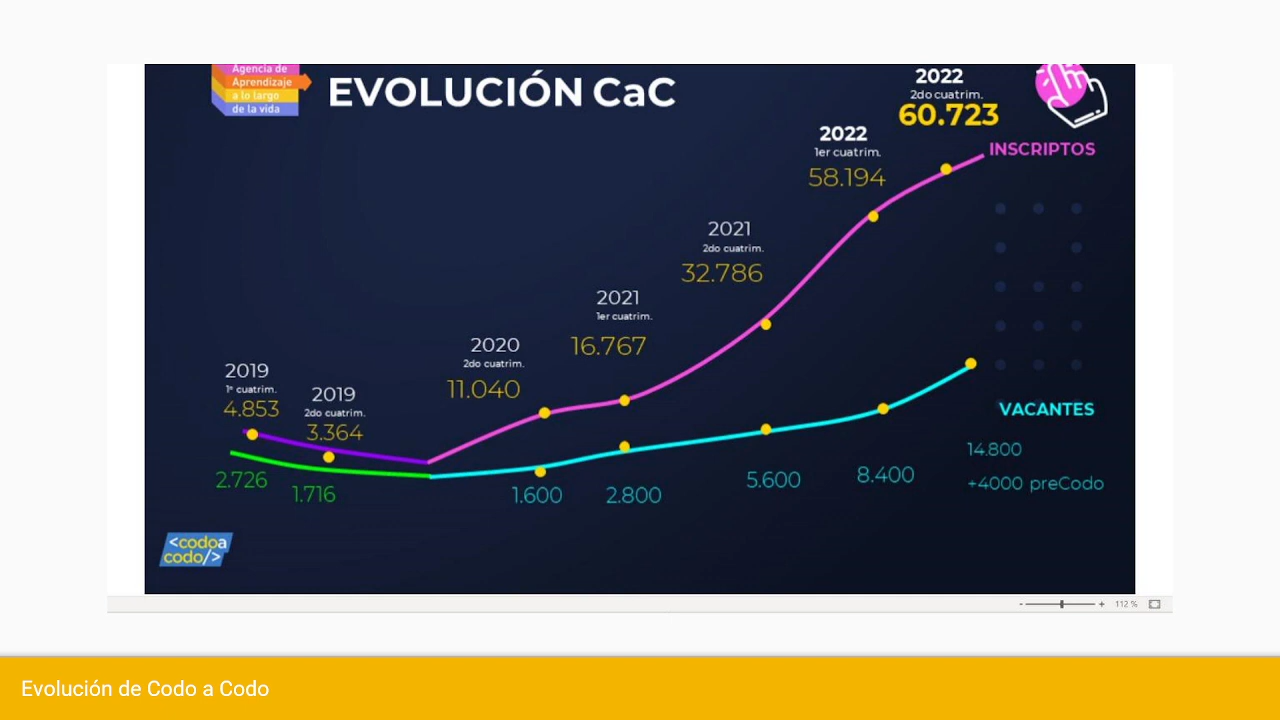 Agencia de
Aprendizaje
a lo largo
de la vida
EVOLUCIÓN CaC
2022
2do cuatrim.
60.723
INSCRIPTOS
2022
1er cuatrim.
58.194
2021
2do cuatrim.
32.786
2021
1er cuatrim.
16.767
2020
2do cuatrim.
11.040
2019
1º cuatrim.
4.853
2019
2do cuatrim.
3.364
VACANTES
14.800
+4000 preCodo
2.726
1.716
1.600
2.800
5.600
8.400
<codoa
codo/>
- + 112 %
Evolución de Codo a Codo